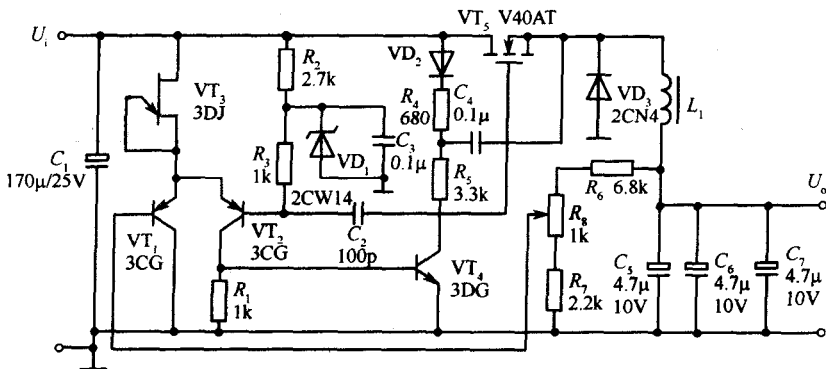 Ui
C1
170μ/25V
VT3
3DJ
VT1
3CG
VT2
3CG
R1
1k
R2
2.7k
R3
1k
VD1
2CW14
C3
0.1μ
C2
100p
VD2
R4
680
C4
0.1μ
R5
3.3k
VT4
3DG
VT5
V40AT
VD3
2CN4
L1
R6
6.8k
R8
1k
R7
2.2k
Uo
C5
4.7μ
10V
C6
4.7μ
10V
C7
4.7μ
10V